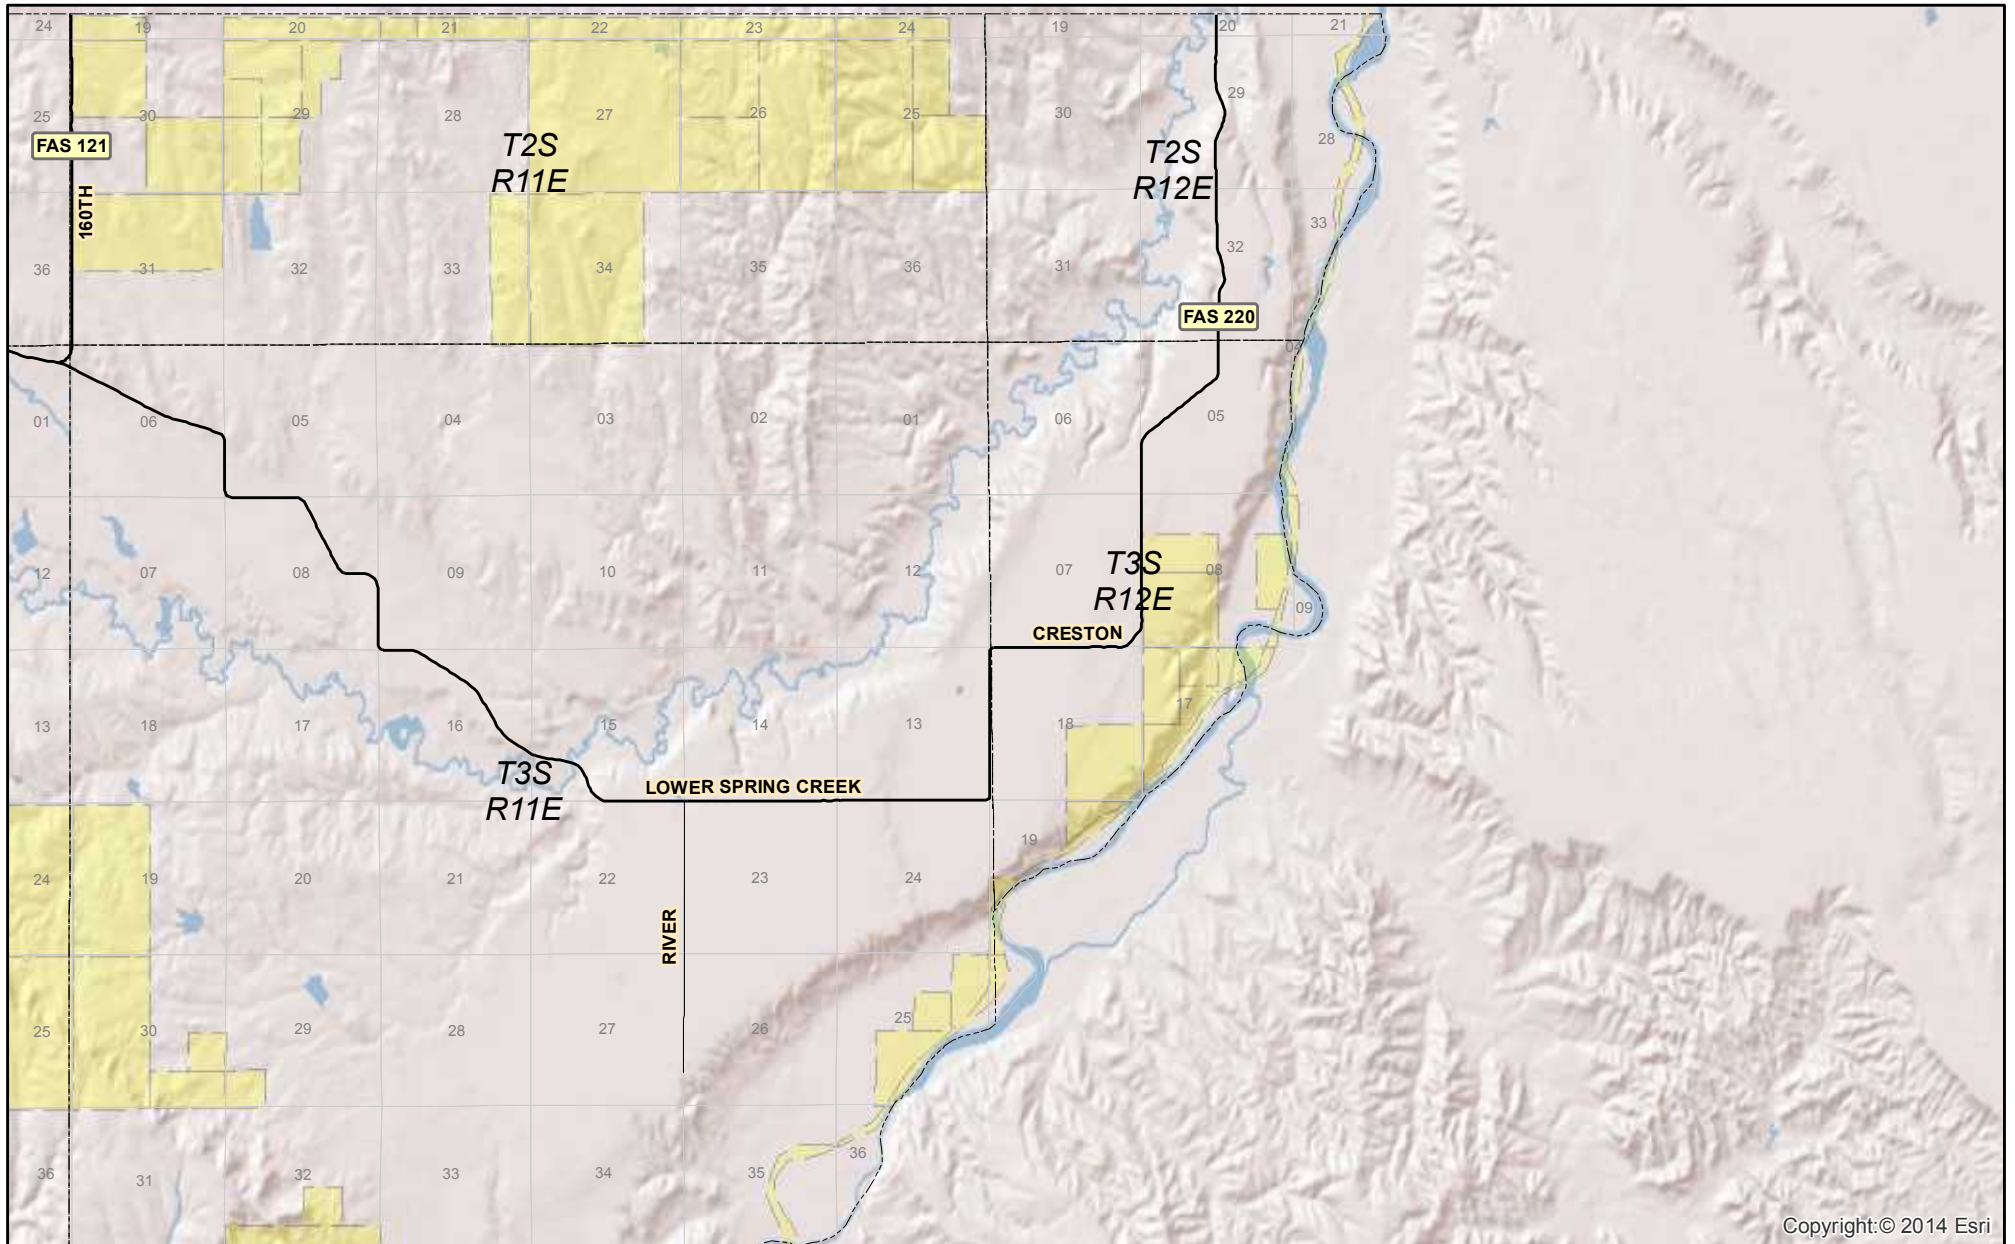 24 19 20 21 22 23 24 19 20 21
25 30 29 28 27 26 25 30 29 28
FAS 121
160TH
T2S
R11E
T2S
R12E
36 31 32 33 34 35 36 31 32 33
FAS 220
04
01 06 05 04 03 02 01 06 05
12 07 08 09 10 11 12 07 08 09
T3S
R12E
CRESTON
13 18 17 16 15 14 13 18 17
T3S
R11E
LOWER SPRING CREEK
19
24 19 20 21 22 23 24
RIVER
25 30 29 28 27 26 25
36 31 32 33 34 35 36
Copyright:© 2014 Esri